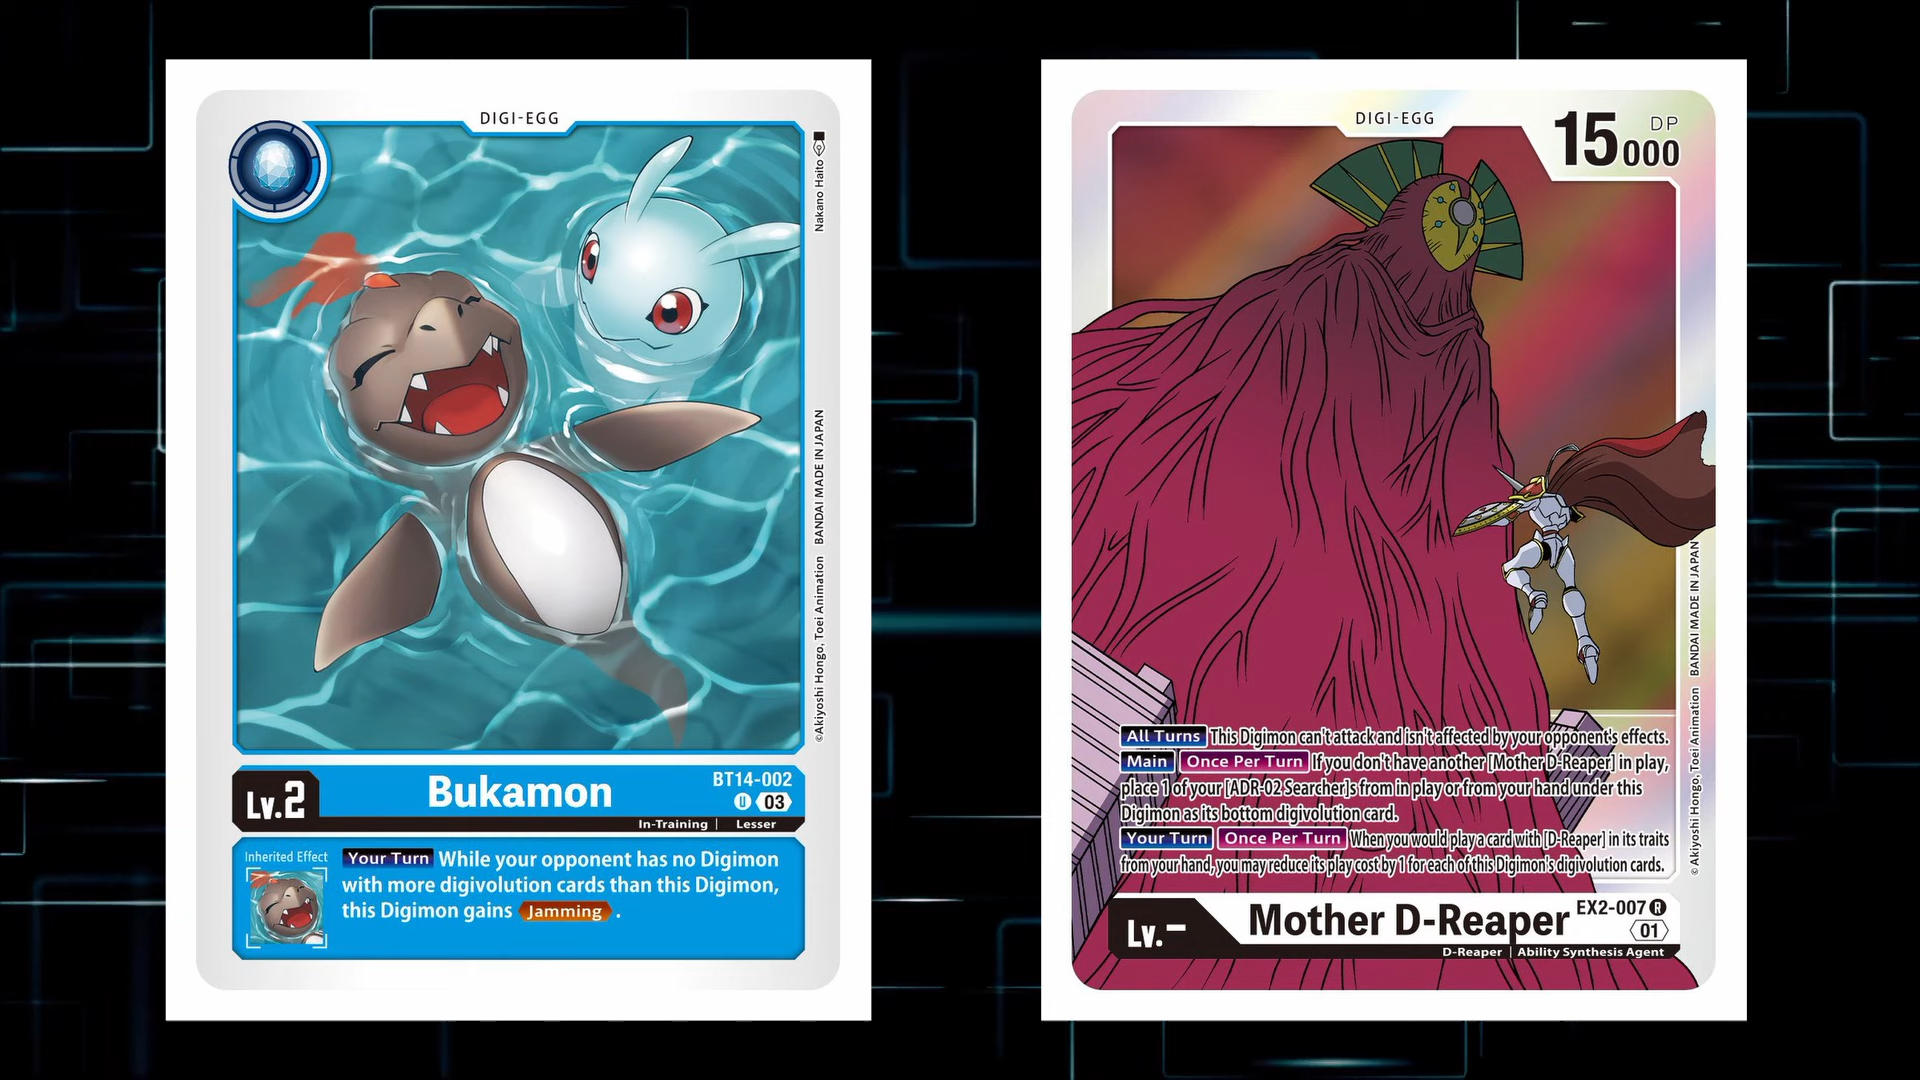 DIGI-EGG
Nakano Haito
©Akiyoshi Hongo, Toei Animation BANDAI MADE IN JAPAN
Lv.2
Bukamon
BT14-002
U 03
In-Training | Lesser
Inherited Effect
Your Turn While your opponent has no Digimon
with more digivolution cards than this Digimon,
this Digimon gains Jamming .
DIGI-EGG
15000 DP
©Akiyoshi Hongo, Toei Animation BANDAI MADE IN JAPAN
All Turns This Digimon can't attack and isn't affected by your opponent's effects.
Main Once Per Turn If you don't have another [Mother D-Reaper] in play,
place 1 of your [ADR-02 Searcher]s from in play or from your hand under this
Digimon as its bottom digivolution card.
Your Turn Once Per Turn When you would play a card with [D-Reaper] in its traits
from your hand, you may reduce its play cost by 1 for each of this Digimon's digivolution cards.
Lv.–
Mother D-Reaper
EX2-007 R
01
D-Reaper | Ability Synthesis Agent